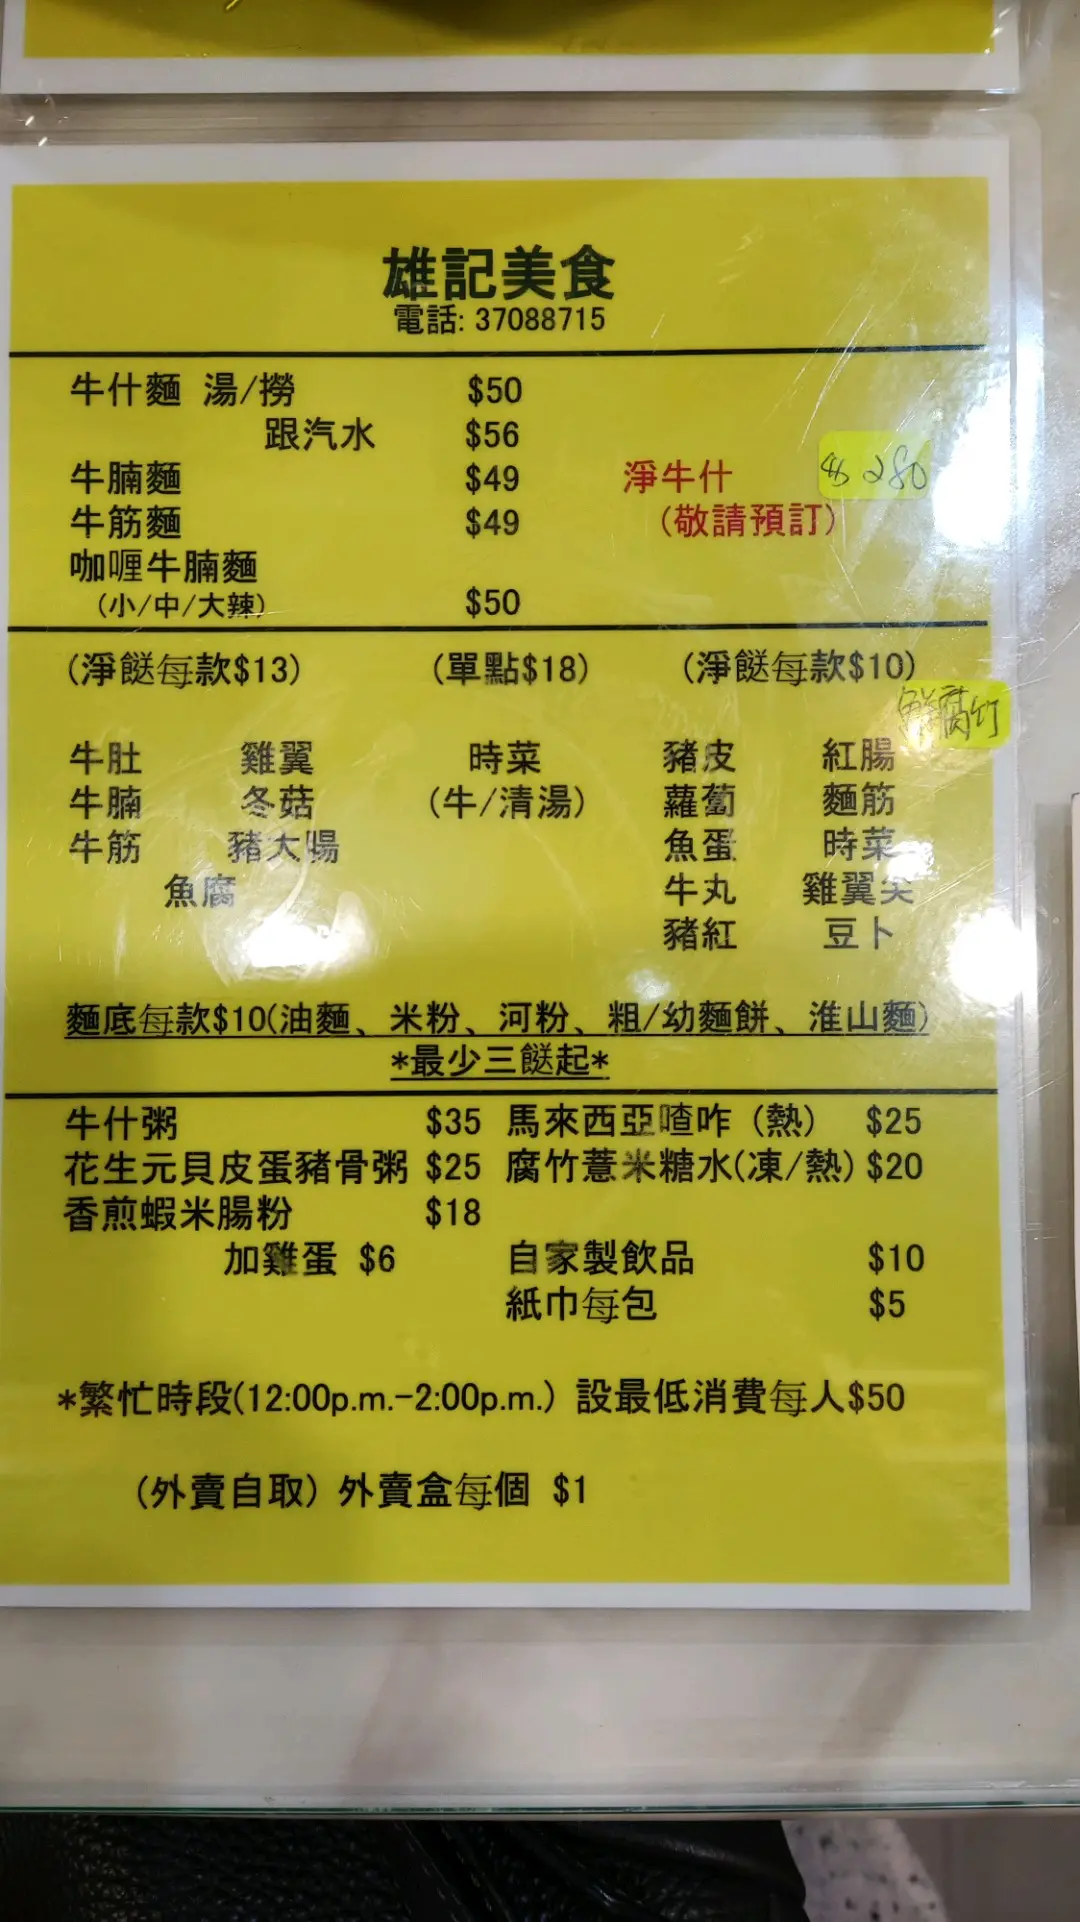 雄記美食
電話: 37088715
牛什麵 湯/撈 $50
跟汽水 $56
牛腩麵 $49 淨牛什 $280
牛筋麵 $49 (敬請預訂)
咖喱牛腩麵
(小/中/大辣) $50
(淨餸每款$13) (單點$18) (淨餸每款$10)
鮮腐竹
牛肚 雞翼 時菜 豬皮 紅腸
牛腩 冬菇 (牛/清湯)蘿蔔 麵筋
牛筋 豬大腸 魚蛋 時菜
魚腐 牛丸 雞翼尖
豬紅 豆卜
麵底每款$10(油麵、米粉、河粉、粗/幼麵餅、淮山麵)
*最少三餸起*
牛什粥 $35 馬來西亞喳咋 (熱) $25
花生元貝皮蛋豬骨粥 $25 腐竹薏米糖水(凍/熱) $20
香煎蝦米腸粉 $18
加雞蛋 $6 自家製飲品 $10
紙巾每包 $5
*繁忙時段(12:00p.m.-2:00p.m.) 設最低消費每人$50
(外賣自取) 外賣盒每個 $1